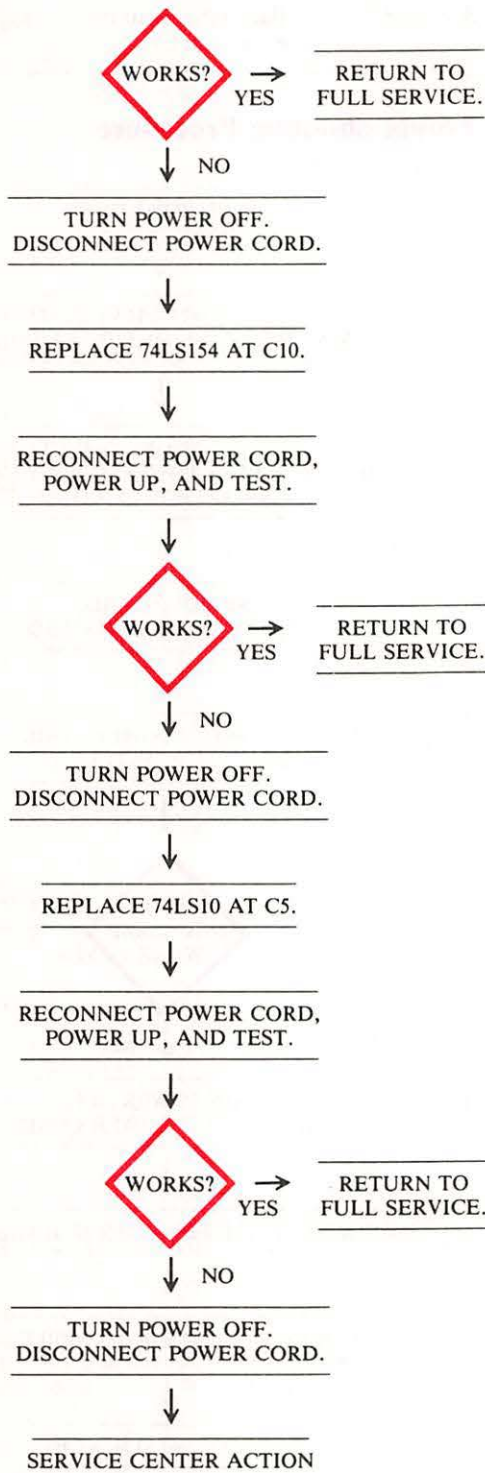 WORKS?
YES
RETURN TO
FULL SERVICE.
NO
TURN POWER OFF.
DISCONNECT POWER CORD.
REPLACE 74LS154 AT C10.
RECONNECT POWER CORD,
POWER UP, AND TEST.
WORKS?
YES
RETURN TO
FULL SERVICE.
NO
TURN POWER OFF.
DISCONNECT POWER CORD.
REPLACE 74LS10 AT C5.
RECONNECT POWER CORD,
POWER UP, AND TEST.
WORKS?
YES
RETURN TO
FULL SERVICE.
NO
TURN POWER OFF.
DISCONNECT POWER CORD.
SERVICE CENTER ACTION